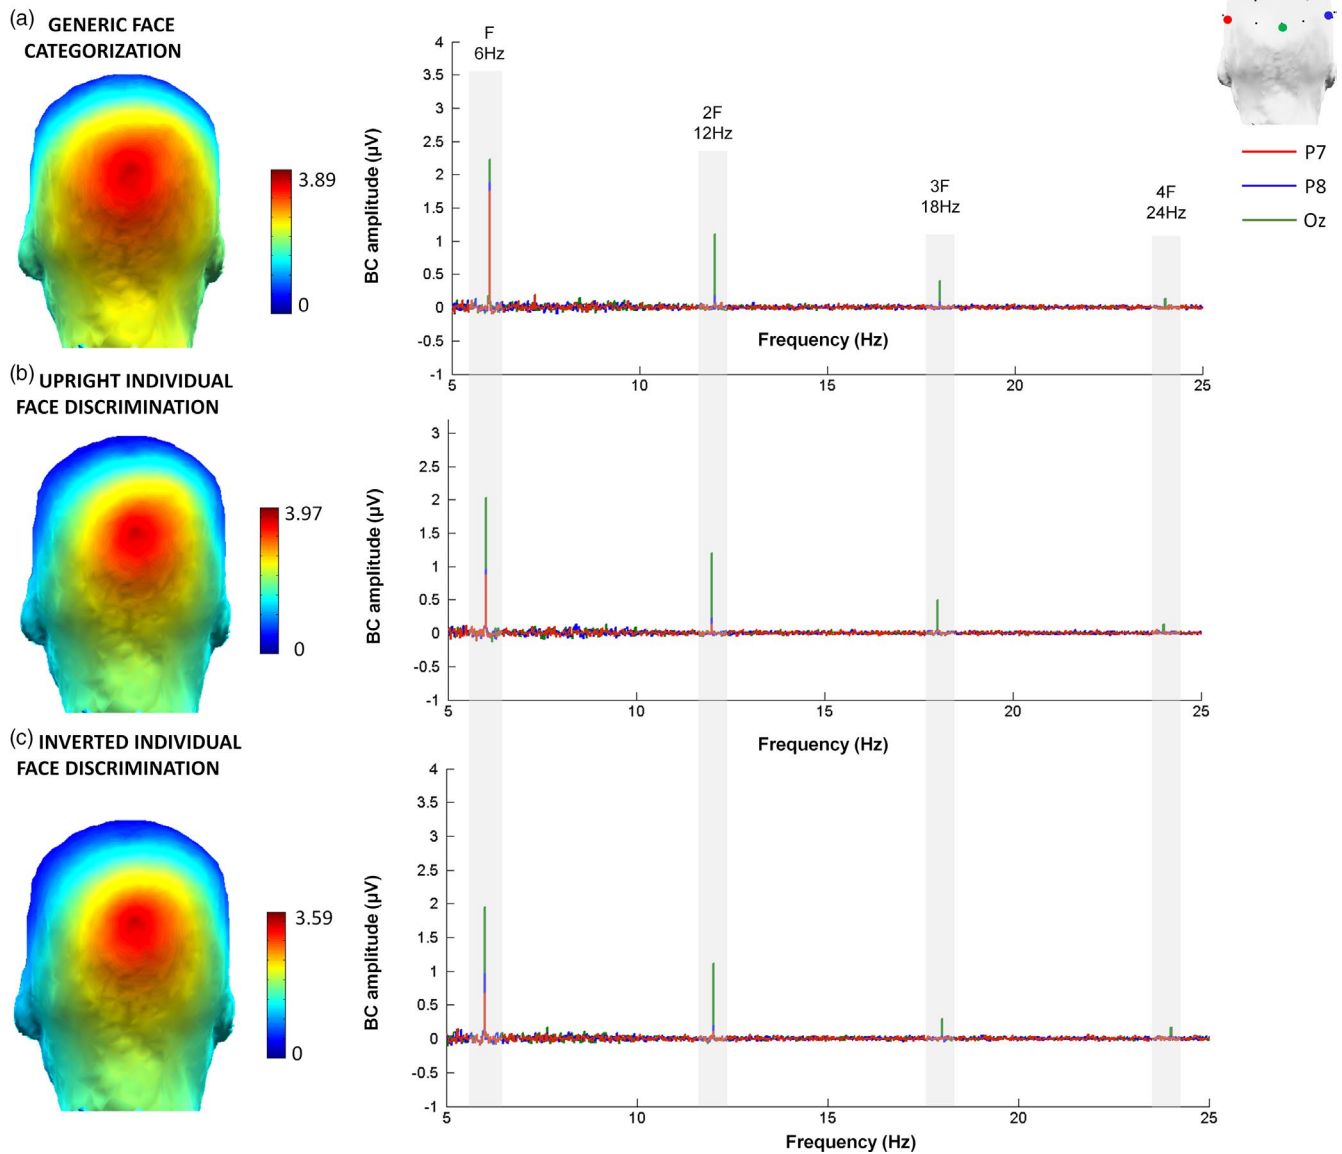 (a)
GENERIC FACE
CATEGORIZATION
3.89
0
F
6Hz
2F
12Hz
3F
18Hz
4F
24Hz
BC amplitude (µV)
4
3.5
3
2.5
2
1.5
1
0.5
0
-0.5
-1
5
10
15
20
25
Frequency (Hz)
P7
P8
Oz
(b) UPRIGHT INDIVIDUAL
FACE DISCRIMINATION
3.97
0
BC amplitude (µV)
3
2.5
2
1.5
1
0.5
0
-0.5
-1
5
10
15
20
25
Frequency (Hz)
(c) INVERTED INDIVIDUAL
FACE DISCRIMINATION
3.59
0
BC amplitude (µV)
4
3.5
3
2.5
2
1.5
1
0.5
0
-0.5
-1
5
10
15
20
25
Frequency (Hz)